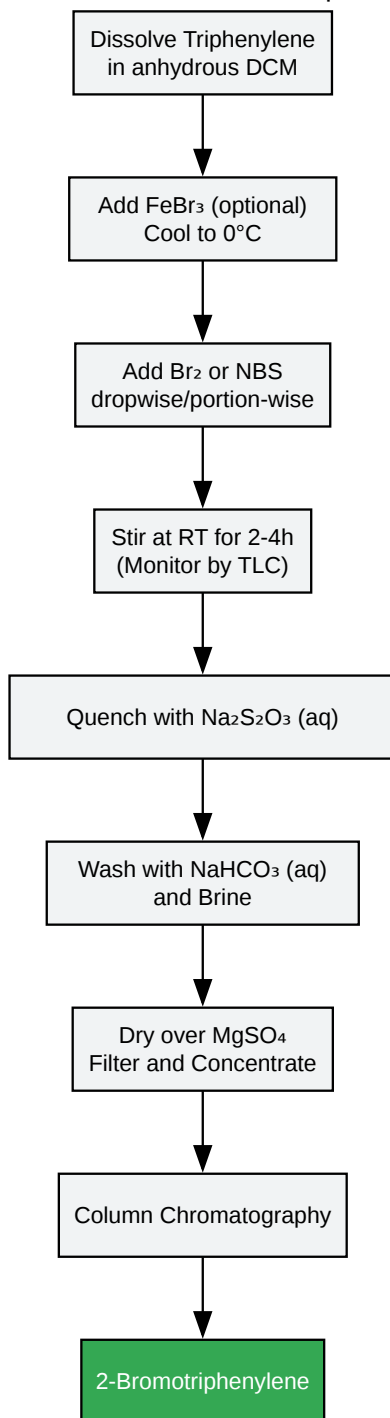 Dissolve Triphenylene
in anhydrous DCM
Add FeBr₃ (optional)
Cool to 0°C
Add Br₂ or NBS
dropwise/portion-wise
Stir at RT for 2-4h
(Monitor by TLC)
Quench with Na₂S₂O₃ (aq)
Wash with NaHCO₃ (aq)
and Brine
Dry over MgSO₄
Filter and Concentrate
Column Chromatography
2-Bromotriphenylene